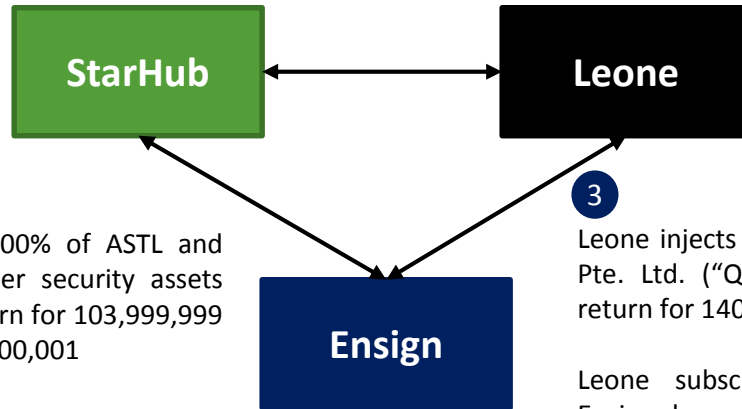 StarHub
Leone
3
00% of ASTL and
er security assets
rn for 103,999,999
00,001
Leone injects
Pte. Ltd. ("Q
return for 140
Ensign
Leone subsc